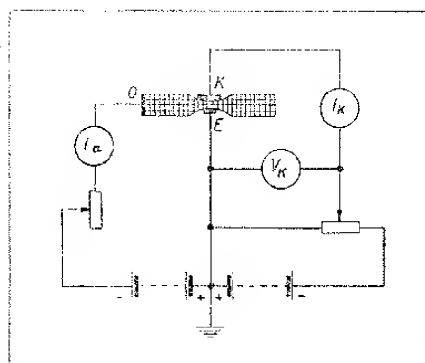 O K
E
I_K
I_a
V_K
- + + -